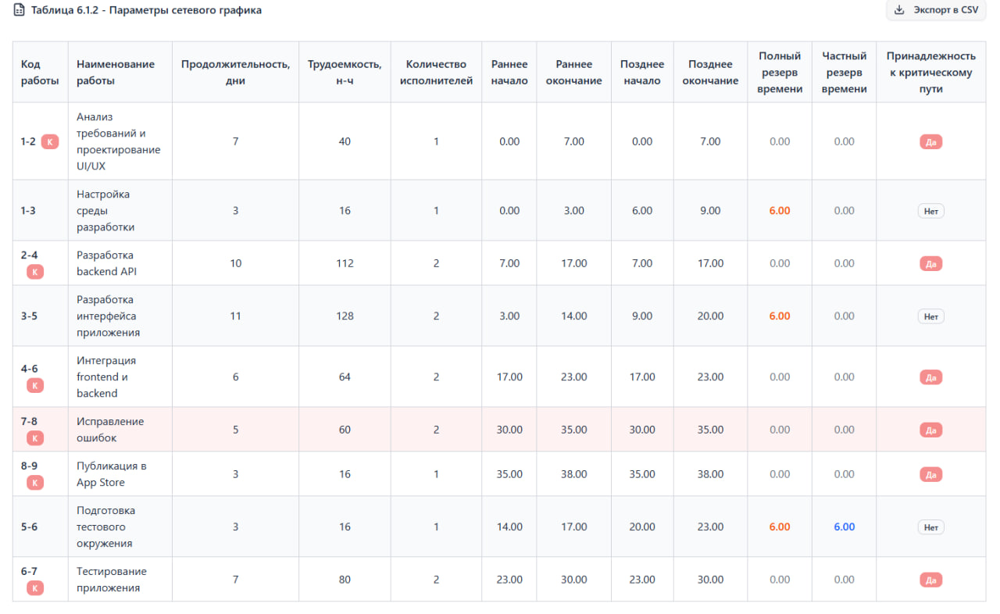 Таблица 6.1.2 - Параметры сетевого графика
Экспорт в CSV
Код работы | Наименование работы | Продолжительность, дни | Трудоемкость, н-ч | Количество исполнителей | Раннее начало | Раннее окончание | Позднее начало | Позднее окончание | Полный резерв времени | Частный резерв времени | Принадлежность к критическому пути
1-2 К | Анализ требований и проектирование UI/UX | 7 | 40 | 1 | 0.00 | 7.00 | 0.00 | 7.00 | 0.00 | 0.00 | Да
1-3 | Настройка среды разработки | 3 | 16 | 1 | 0.00 | 3.00 | 6.00 | 9.00 | 6.00 | 0.00 | Нет
2-4 К | Разработка backend API | 10 | 112 | 2 | 7.00 | 17.00 | 7.00 | 17.00 | 0.00 | 0.00 | Да
3-5 | Разработка интерфейса приложения | 11 | 128 | 2 | 3.00 | 14.00 | 9.00 | 20.00 | 6.00 | 0.00 | Нет
4-6 К | Интеграция frontend и backend | 6 | 64 | 2 | 17.00 | 23.00 | 17.00 | 23.00 | 0.00 | 0.00 | Да
7-8 К | Исправление ошибок | 5 | 60 | 2 | 30.00 | 35.00 | 30.00 | 35.00 | 0.00 | 0.00 | Да
8-9 К | Публикация в App Store | 3 | 16 | 1 | 35.00 | 38.00 | 35.00 | 38.00 | 0.00 | 0.00 | Да
5-6 | Подготовка тестового окружения | 3 | 16 | 1 | 14.00 | 17.00 | 20.00 | 23.00 | 6.00 | 6.00 | Нет
6-7 К | Тестирование приложения | 7 | 80 | 2 | 23.00 | 30.00 | 23.00 | 30.00 | 0.00 | 0.00 | Да